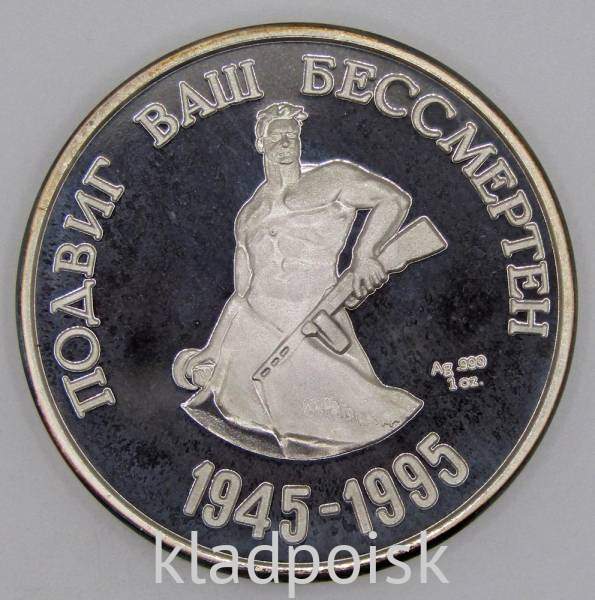 ПОДВИГ ВАШ БЕССМЕРТЕН
Ag .999
1 oz.
1945-1995
kladpoisk